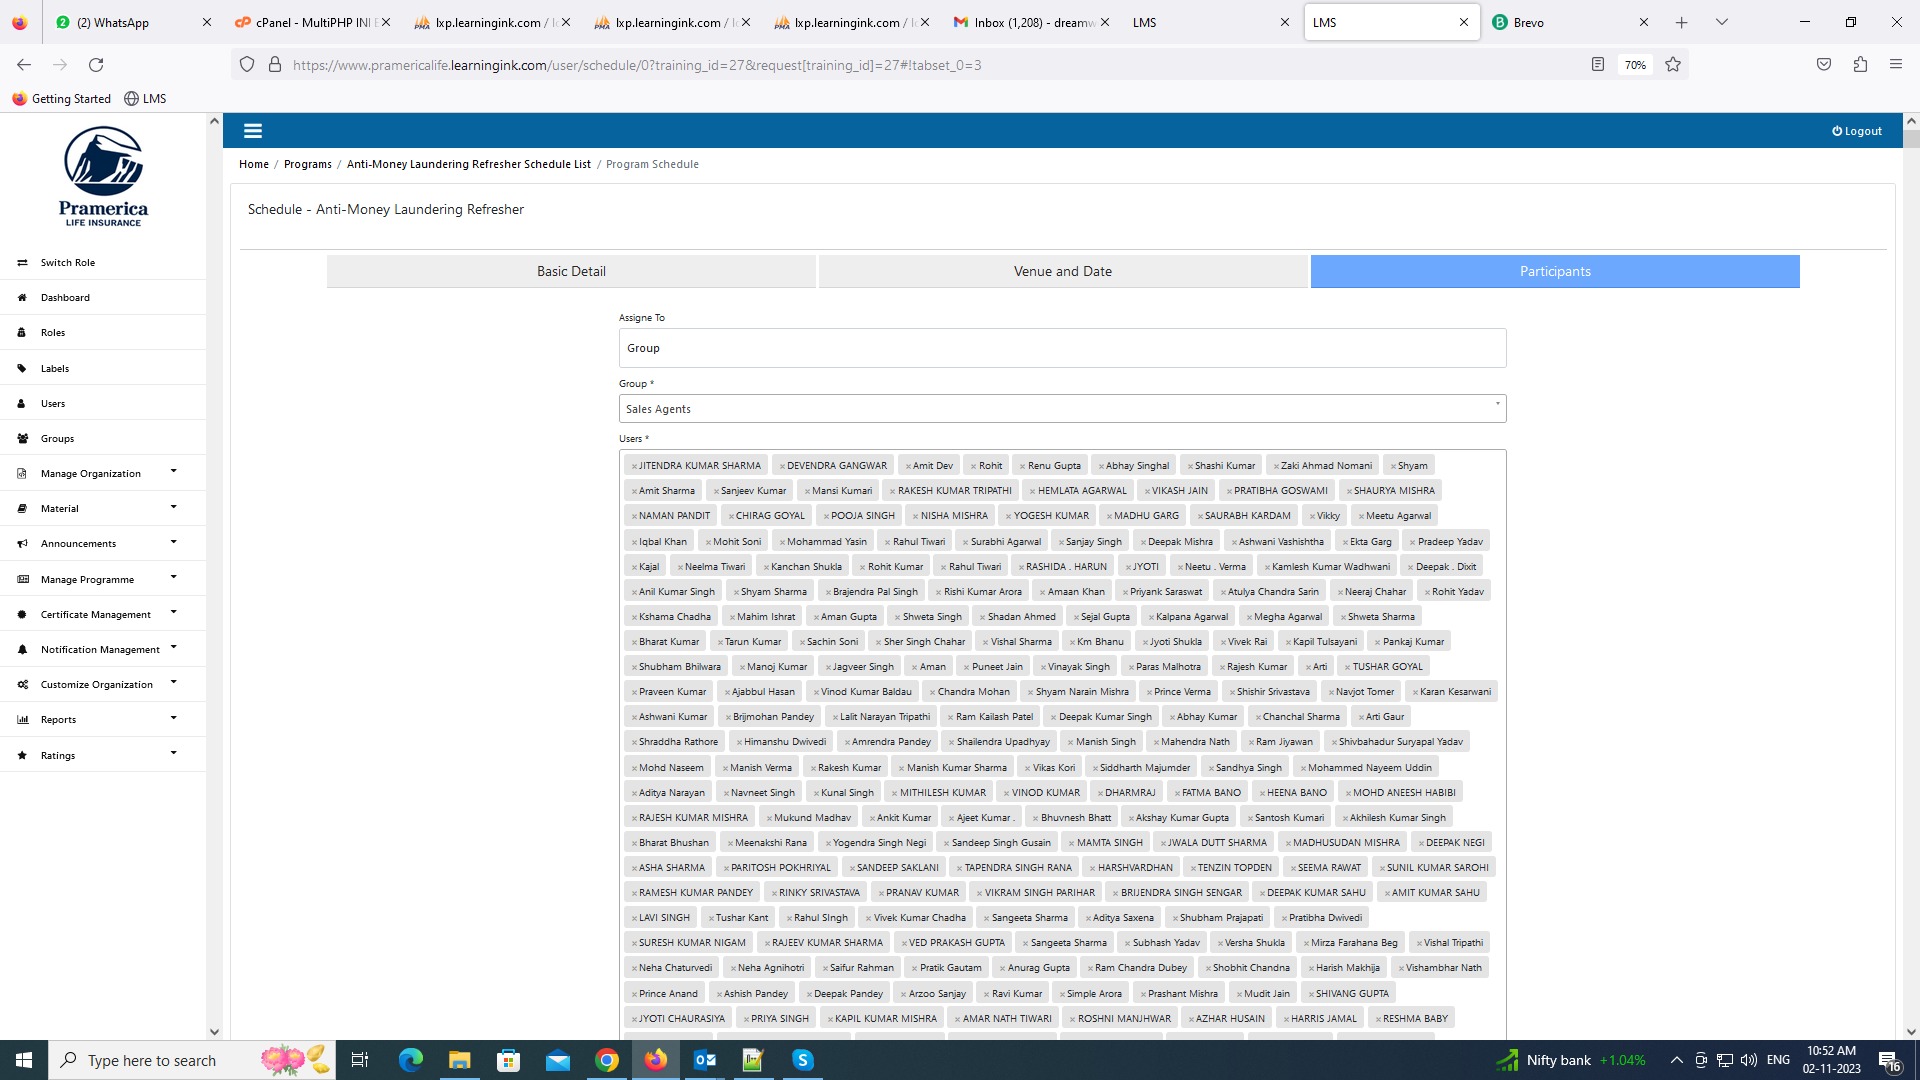 (2) WhatsApp
cPanel - MultiPHP INI E
lxp.learningink.com / lo
lxp.learningink.com / lo
lxp.learningink.com / lo
Inbox (1,208) - dreamw
LMS
LMS
Brevo
https://www.pramericalife.learningink.com/user/schedule/0?training_id=27&request[training_id]=27#!tabset_0=3
70%
Getting Started
LMS
Pramerica
LIFE INSURANCE
Switch Role
Dashboard
Roles
Labels
Users
Groups
Manage Organization
Material
Announcements
Manage Programme
Certificate Management
Notification Management
Customize Organization
Reports
Ratings
Logout
Home / Programs / Anti-Money Laundering Refresher Schedule List / Program Schedule
Schedule - Anti-Money Laundering Refresher
Basic Detail
Venue and Date
Participants
Assigne To
Group
Group *
Sales Agents
Users *
×JITENDRA KUMAR SHARMA ×DEVENDRA GANGWAR ×Amit Dev ×Rohit ×Renu Gupta ×Abhay Singhal ×Shashi Kumar ×Zaki Ahmad Nomani ×Shyam
×Amit Sharma ×Sanjeev Kumar ×Mansi Kumari ×RAKESH KUMAR TRIPATHI ×HEMLATA AGARWAL ×VIKASH JAIN ×PRATIBHA GOSWAMI ×SHAURYA MISHRA
×NAMAN PANDIT ×CHIRAG GOYAL ×POOJA SINGH ×NISHA MISHRA ×YOGESH KUMAR ×MADHU GARG ×SAURABH KARDAM ×Vikky ×Meetu Agarwal
×Iqbal Khan ×Mohit Soni ×Mohammad Yasin ×Rahul Tiwari ×Surabhi Agarwal ×Sanjay Singh ×Deepak Mishra ×Ashwani Vashishtha ×Ekta Garg ×Pradeep Yadav
×Kajal ×Neelma Tiwari ×Kanchan Shukla ×Rohit Kumar ×Rahul Tiwari ×RASHIDA . HARUN ×JYOTI ×Neetu . Verma ×Kamlesh Kumar Wadhwani ×Deepak . Dixit
×Anil Kumar Singh ×Shyam Sharma ×Brajendra Pal Singh ×Rishi Kumar Arora ×Amaan Khan ×Priyank Saraswat ×Atulya Chandra Sarin ×Neeraj Chahar ×Rohit Yadav
×Kshama Chadha ×Mahim Ishrat ×Aman Gupta ×Shweta Singh ×Shadan Ahmed ×Sejal Gupta ×Kalpana Agarwal ×Megha Agarwal ×Shweta Sharma
×Bharat Kumar ×Tarun Kumar ×Sachin Soni ×Sher Singh Chahar ×Vishal Sharma ×Km Bhanu ×Jyoti Shukla ×Vivek Rai ×Kapil Tulsayani ×Pankaj Kumar
×Shubham Bhilwara ×Manoj Kumar ×Jagveer Singh ×Aman ×Puneet Jain ×Vinayak Singh ×Paras Malhotra ×Rajesh Kumar ×Arti ×TUSHAR GOYAL
×Praveen Kumar ×Ajabbul Hasan ×Vinod Kumar Baldau ×Chandra Mohan ×Shyam Narain Mishra ×Prince Verma ×Shishir Srivastava ×Navjot Tomer ×Karan Kesarwani
×Ashwani Kumar ×Brijmohan Pandey ×Lalit Narayan Tripathi ×Ram Kailash Patel ×Deepak Kumar Singh ×Abhay Kumar ×Chanchal Sharma ×Arti Gaur
×Shraddha Rathore ×Himanshu Dwivedi ×Amrendra Pandey ×Shailendra Upadhyay ×Manish Singh ×Mahendra Nath ×Ram Jiyawan ×Shivbahadur Suryapal Yadav
×Mohd Naseem ×Manish Verma ×Rakesh Kumar ×Manish Kumar Sharma ×Vikas Kori ×Siddharth Majumder ×Sandhya Singh ×Mohammed Nayeem Uddin
×Aditya Narayan ×Navneet Singh ×Kunal Singh ×MITHILESH KUMAR ×VINOD KUMAR ×DHARMRAJ ×FATMA BANO ×HEENA BANO ×MOHD ANEESH HABIBI
×RAJESH KUMAR MISHRA ×Mukund Madhav ×Ankit Kumar ×Ajeet Kumar . ×Bhuvnesh Bhatt ×Akshay Kumar Gupta ×Santosh Kumari ×Akhilesh Kumar Singh
×Bharat Bhushan ×Meenakshi Rana ×Yogendra Singh Negi ×Sandeep Singh Gusain ×MAMTA SINGH ×JWALA DUTT SHARMA ×MADHUSUDAN MISHRA ×DEEPAK NEGI
×ASHA SHARMA ×PARITOSH POKHRIYAL ×SANDEEP SAKLANI ×TAPENDRA SINGH RANA ×HARSHVARDHAN ×TENZIN TOPDEN ×SEEMA RAWAT ×SUNIL KUMAR SAROHI
×RAMESH KUMAR PANDEY ×RINKY SRIVASTAVA ×PRANAV KUMAR ×VIKRAM SINGH PARIHAR ×BRIJENDRA SINGH SENGAR ×DEEPAK KUMAR SAHU ×AMIT KUMAR SAHU
×LAVI SINGH ×Tushar Kant ×Rahul SIngh ×Vivek Kumar Chadha ×Sangeeta Sharma ×Aditya Saxena ×Shubham Prajapati ×Pratibha Dwivedi
×SURESH KUMAR NIGAM ×RAJEEV KUMAR SHARMA ×VED PRAKASH GUPTA ×Sangeeta Sharma ×Subhash Yadav ×Versha Shukla ×Mirza Farahana Beg ×Vishal Tripathi
×Neha Chaturvedi ×Neha Agnihotri ×Saifur Rahman ×Pratik Gautam ×Anurag Gupta ×Ram Chandra Dubey ×Shobhit Chandna ×Harish Makhija ×Vishambhar Nath
×Prince Anand ×Ashish Pandey ×Deepak Pandey ×Arzoo Sanjay ×Ravi Kumar ×Simple Arora ×Prashant Mishra ×Mudit Jain ×SHIVANG GUPTA
×JYOTI CHAURASIYA ×PRIYA SINGH ×KAPIL KUMAR MISHRA ×AMAR NATH TIWARI ×ROSHNI MANJHWAR ×AZHAR HUSAIN ×HARRIS JAMAL ×RESHMA BABY
Type here to search
Nifty bank +1.04%
ENG
10:52 AM
02-11-2023
16